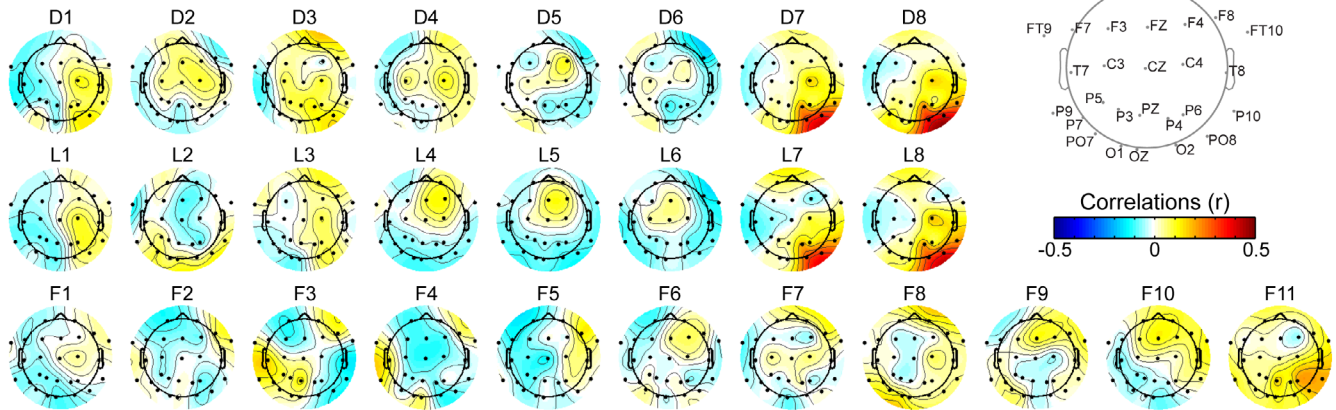 D1 D2 D3 D4 D5 D6 D7 D8
L1 L2 L3 L4 L5 L6 L7 L8
F1 F2 F3 F4 F5 F6 F7 F8 F9 F10 F11
FT9 F7 F3 FZ F4 F8 FT10
T7 C3 CZ C4 T8
P5 P3 PZ P4 P6
P9 P7 P10
PO7 O1 OZ O2 PO8
Correlations (r)
-0.5 0 0.5